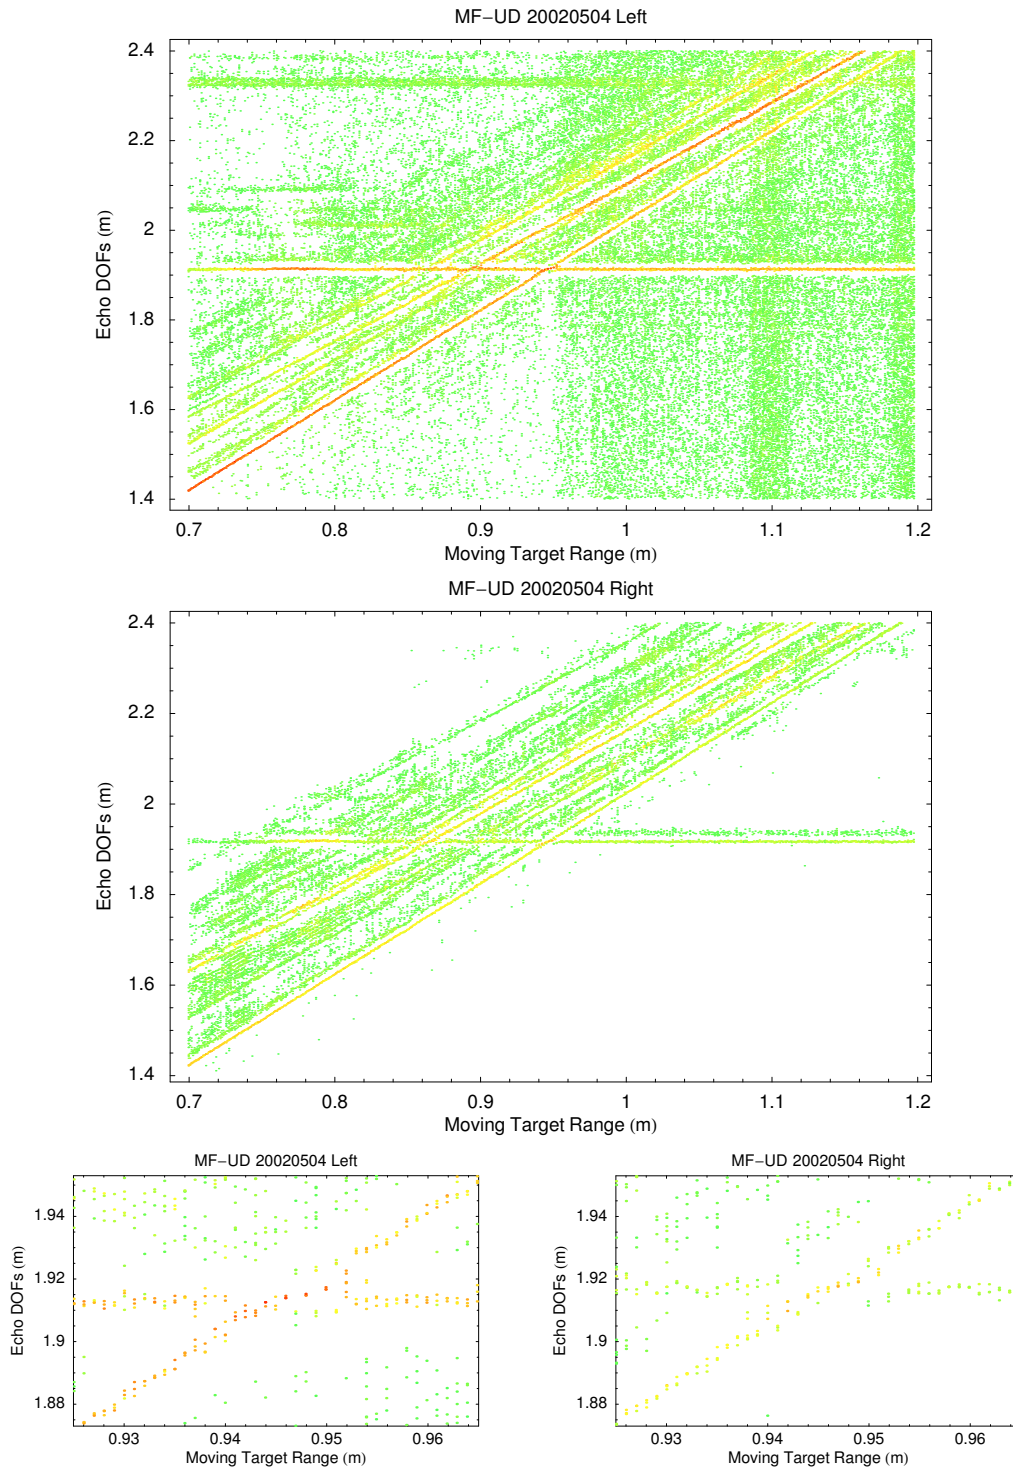 MF−UD 20020504 Left
2.4
2.2
2
1.8
1.6
1.4
Echo DOFs (m)
0.7 0.8 0.9 1 1.1 1.2
Moving Target Range (m)
MF−UD 20020504 Right
2.4
2.2
2
1.8
1.6
1.4
Echo DOFs (m)
0.7 0.8 0.9 1 1.1 1.2
Moving Target Range (m)
MF−UD 20020504 Left
1.94
1.92
1.9
1.88
Echo DOFs (m)
0.93 0.94 0.95 0.96
Moving Target Range (m)
MF−UD 20020504 Right
1.94
1.92
1.9
1.88
Echo DOFs (m)
0.93 0.94 0.95 0.96
Moving Target Range (m)